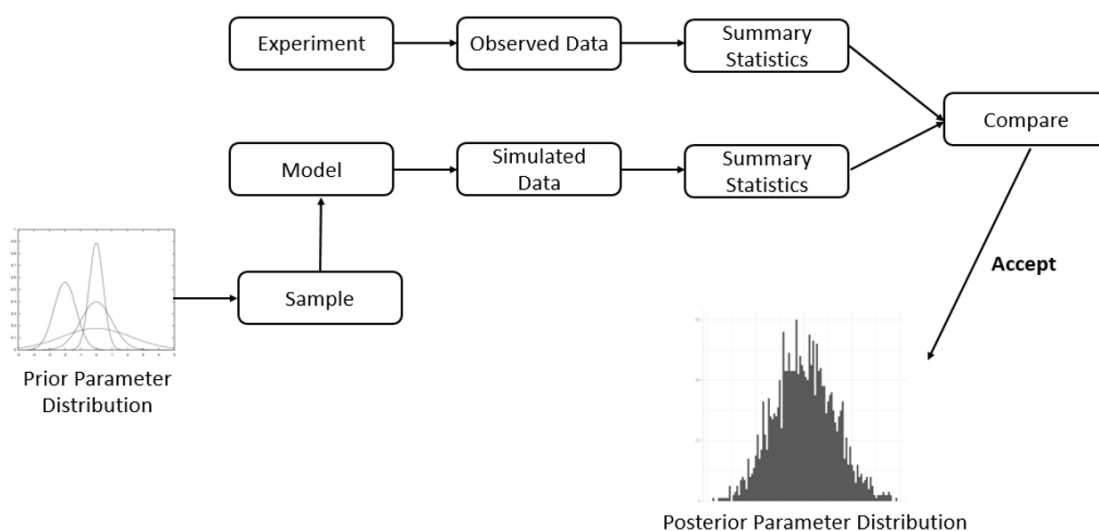 Experiment
Observed Data
Summary
Statistics
Compare
Model
Simulated
Data
Summary
Statistics
Accept
Sample
Prior Parameter
Distribution
Posterior Parameter Distribution